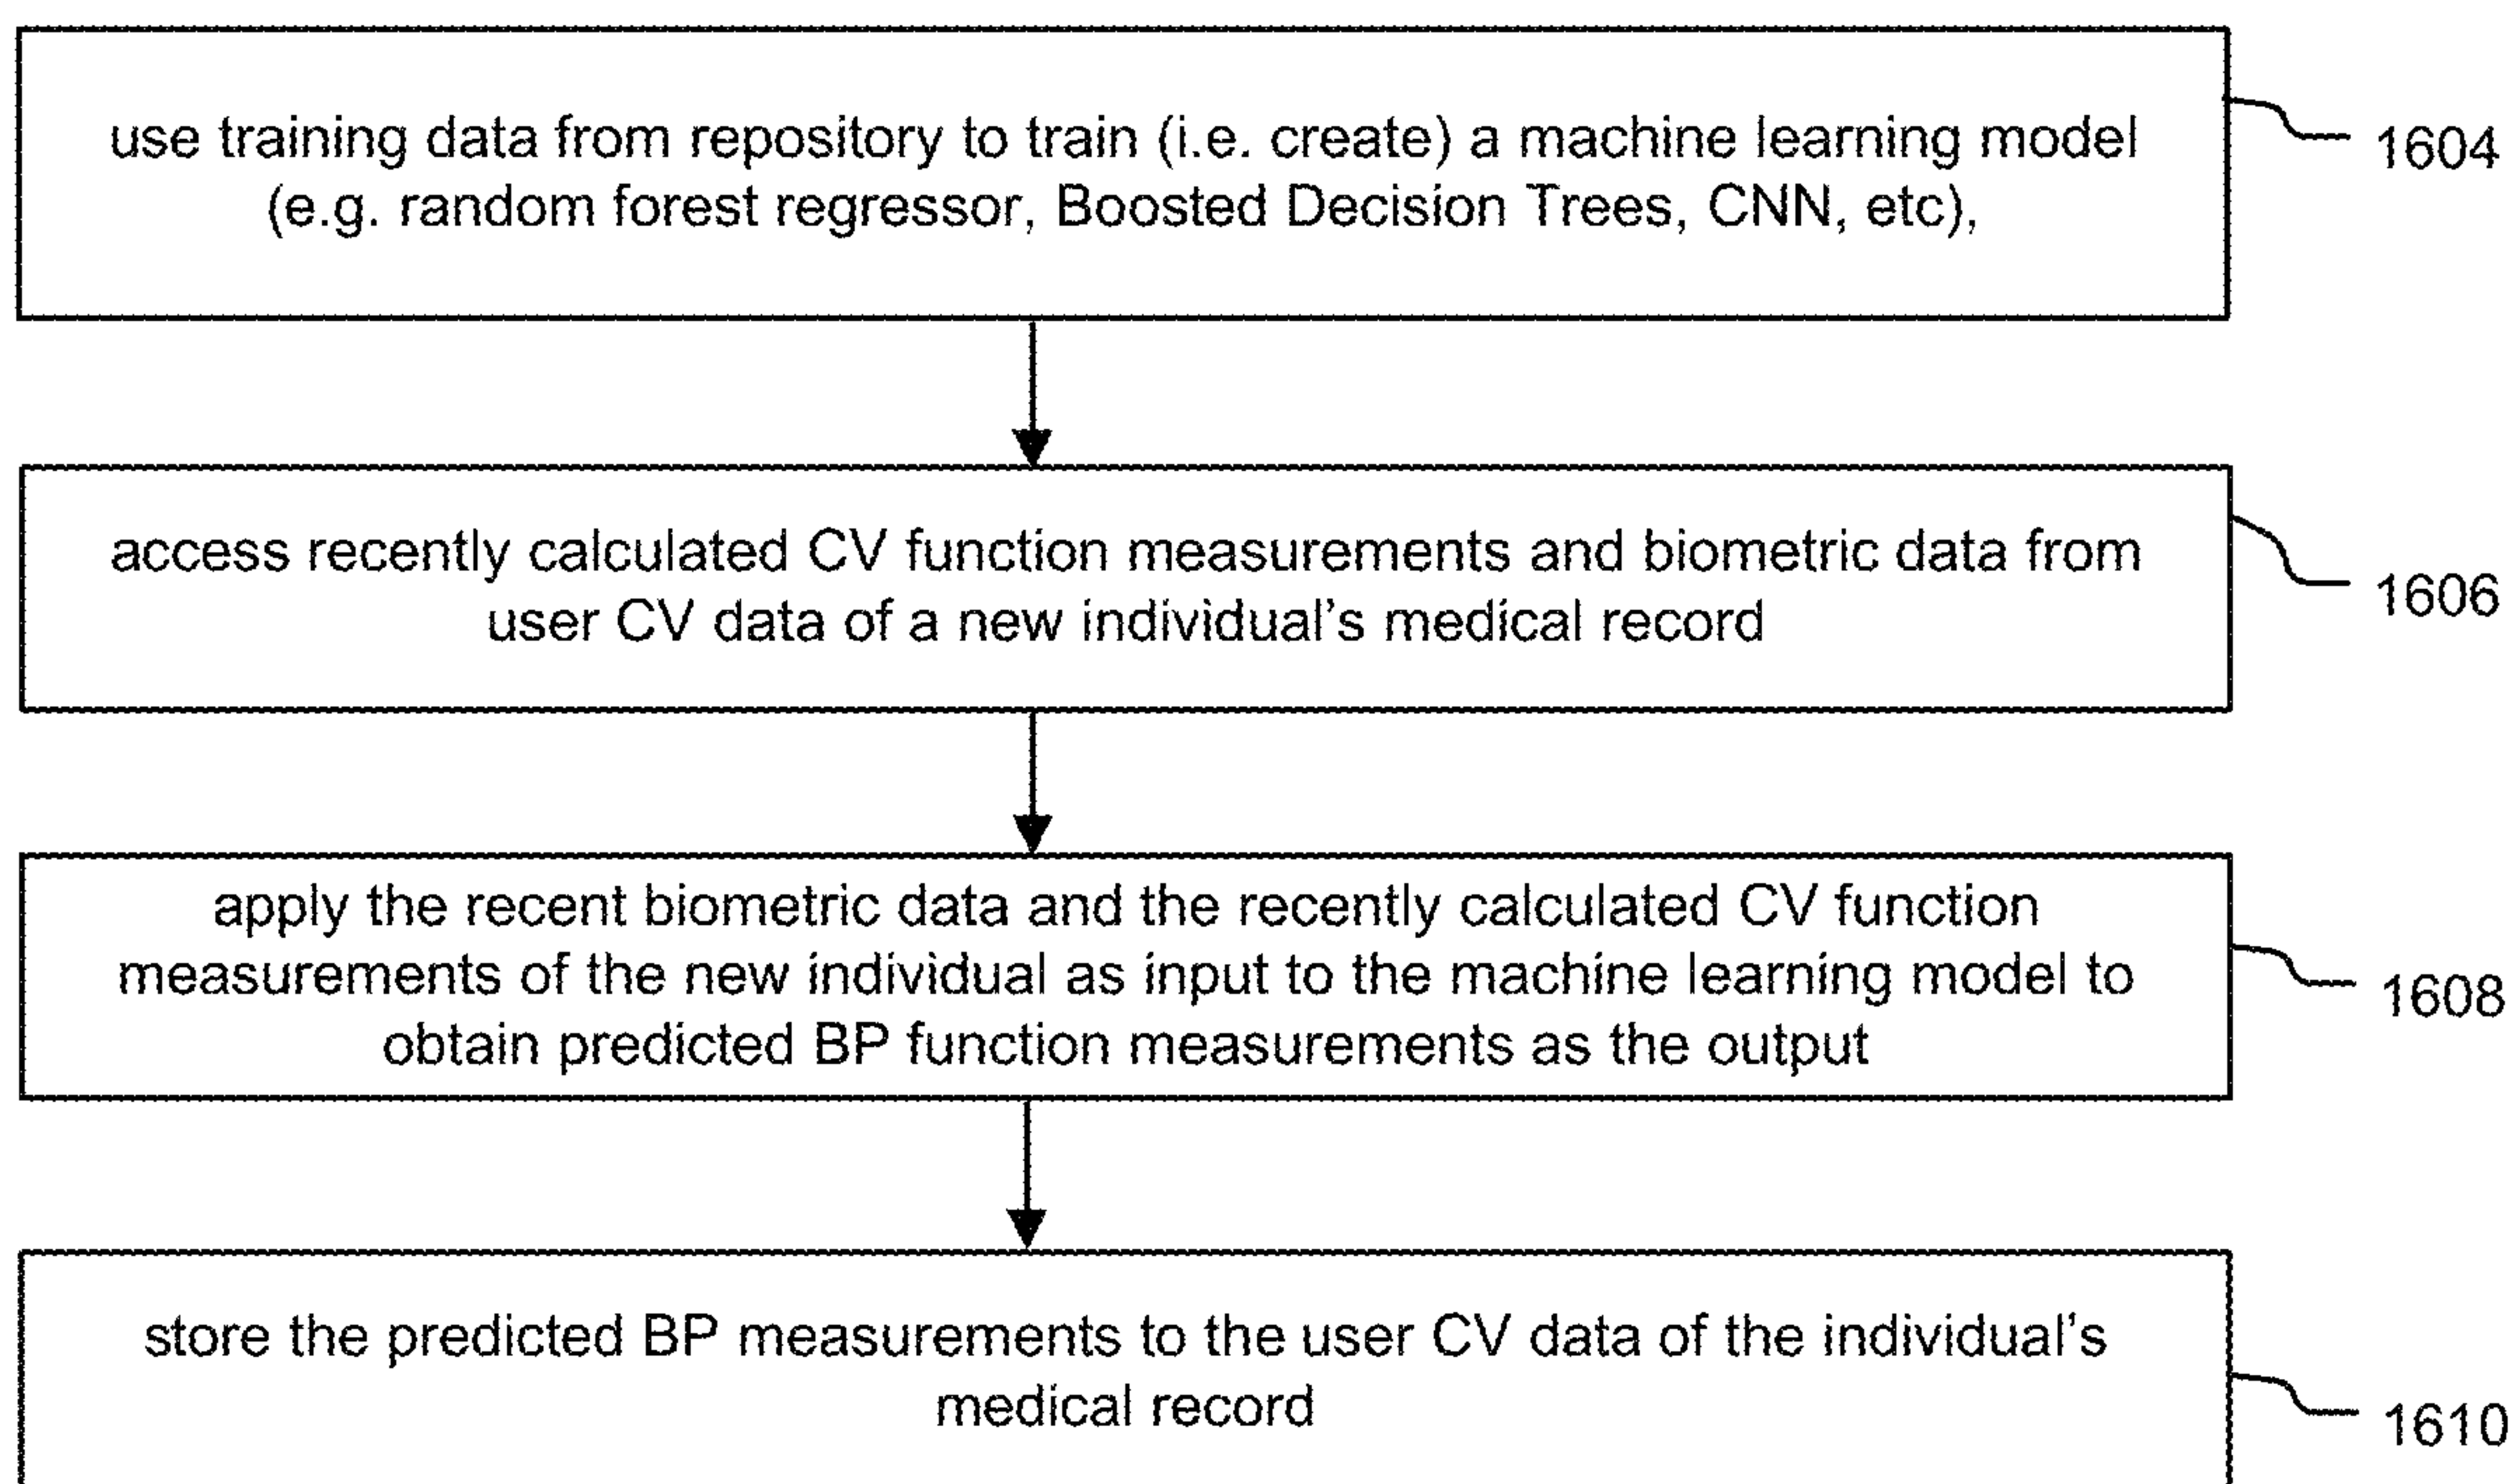 use training data from repository to train (i.e. create) a machine learning model
(e.g. random forest regressor, Boosted Decision Trees, CNN, etc),
1604
access recently calculated CV function measurements and biometric data from
user CV data of a new individual's medical record
1606
apply the recent biometric data and the recently calculated CV function
measurements of the new individual as input to the machine learning model to
obtain predicted BP function measurements as the output
1608
store the predicted BP measurements to the user CV data of the individual's
medical record
1610